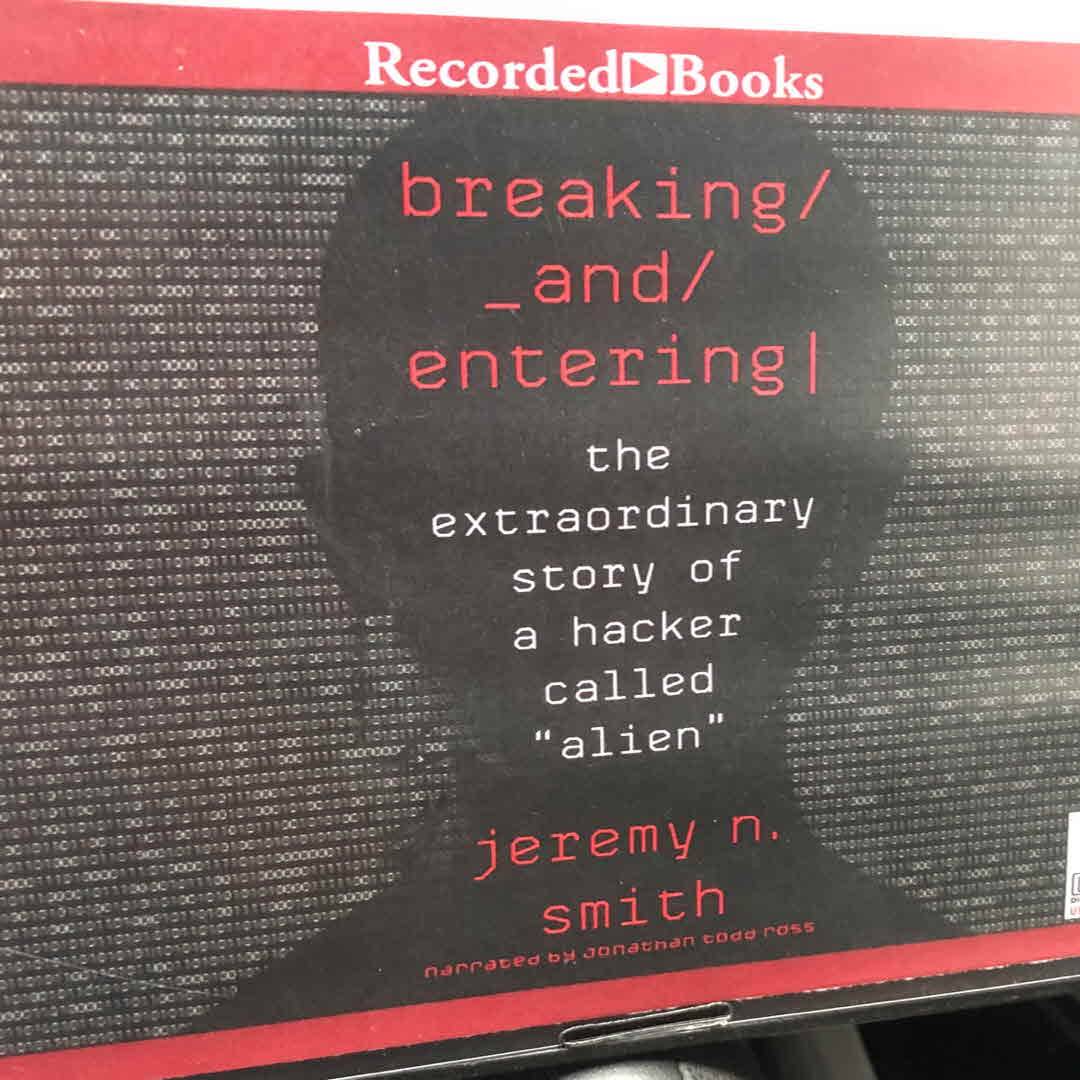 Recorded Books
breaking/
_and/
entering|
the
extraordinary
story of
a hacker
called
"alien"
jeremy n.
smith
narrated by Jonathan todd ross